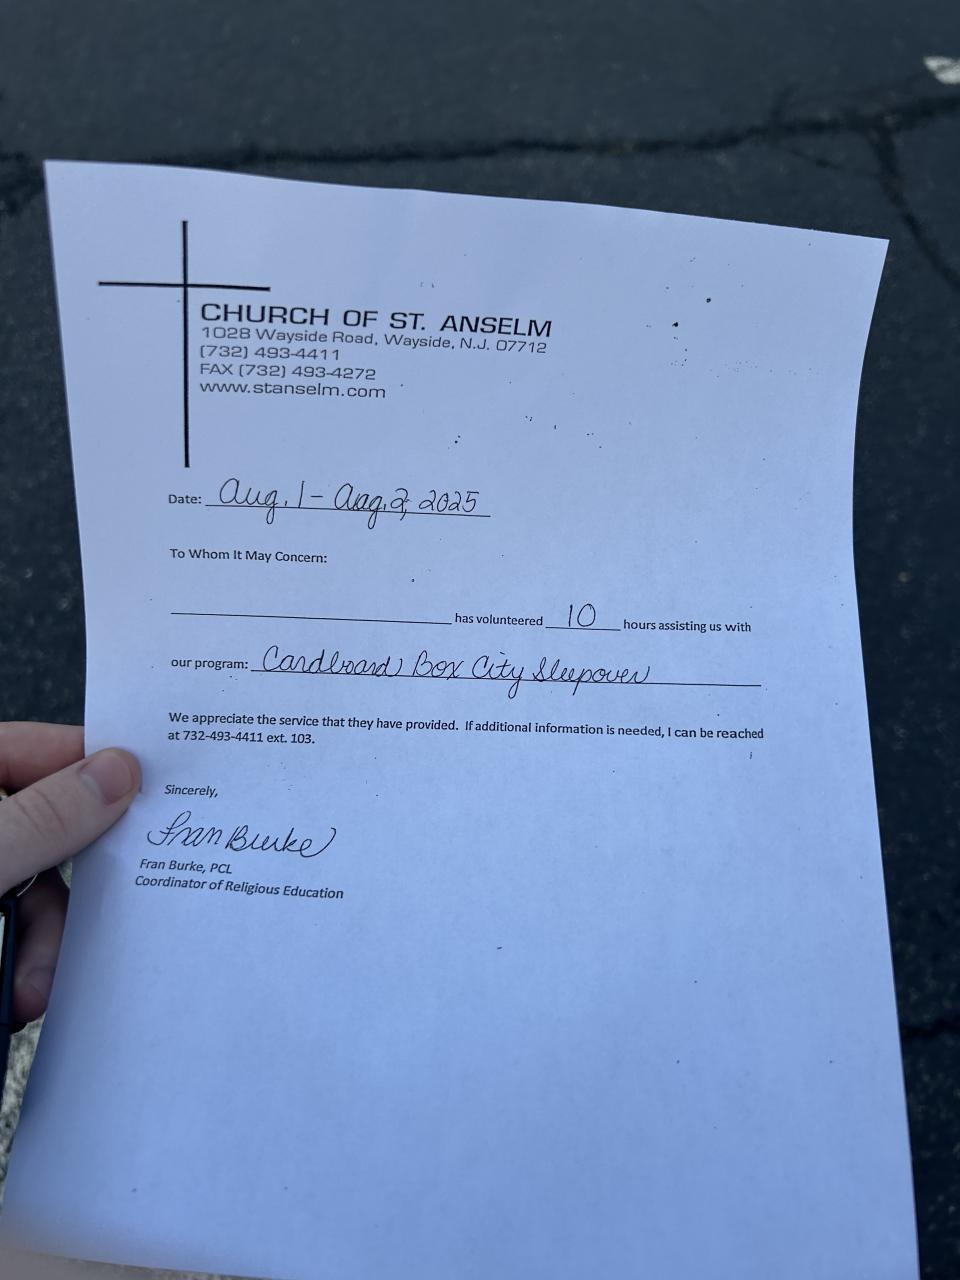 CHURCH OF ST. ANSELM
1028 Wayside Road, Wayside, N.J. 07712
(732) 493-4411
FAX (732) 493-4272
www.stanselm.com
Date: Aug. 1 - Aug. 2, 2025
To Whom It May Concern:
has volunteered 10 hours assisting us with
our program: Cardboard Box City Sleepover
We appreciate the service that they have provided. If additional information is needed, I can be reached
at 732-493-4411 ext. 103.
Sincerely,
Fran Burke
Fran Burke, PCL
Coordinator of Religious Education